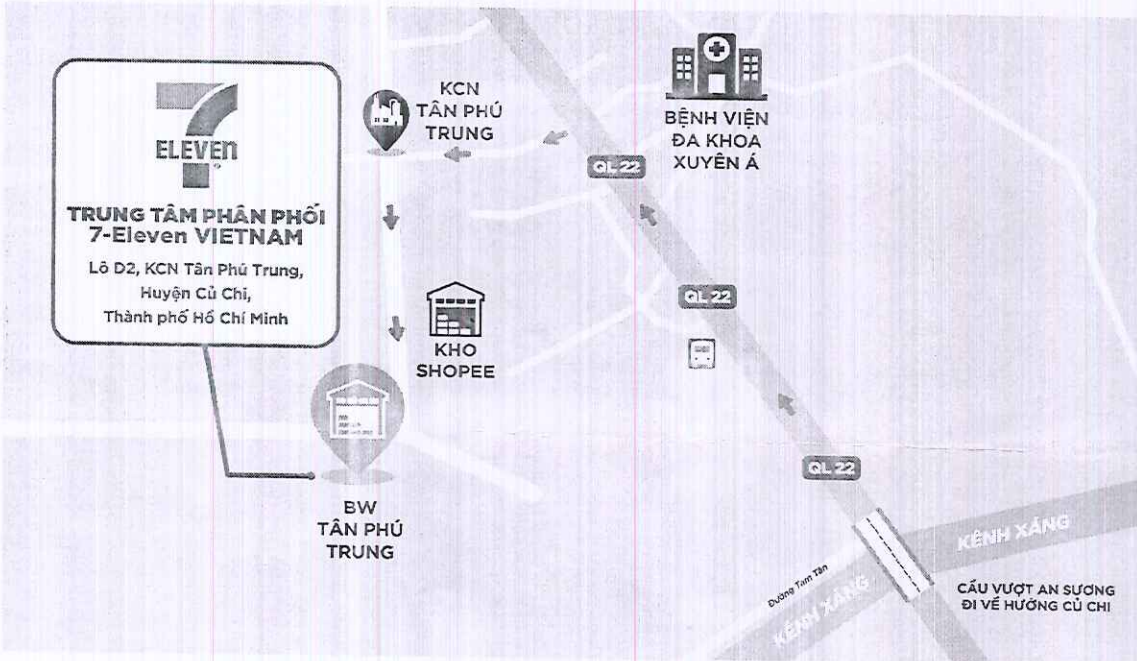 7
ELEVEN
TRUNG TÂM PHÂN PHỐI
7-Eleven VIETNAM
Lô D2, KCN Tân Phú Trung,
Huyện Củ Chi,
Thành phố Hồ Chí Minh
KCN
TÂN PHÚ
TRUNG
BỆNH VIỆN
ĐA KHOA
XUYÊN Á
QL 22
QL 22
KHO
SHOPEE
QL 22
BW
TÂN PHÚ
TRUNG
KÊNH XÁNG
Đường Tam Tân
KÊNH XÁNG
CẦU VƯỢT AN SƯƠNG
ĐI VỀ HƯỚNG CỦ CHI